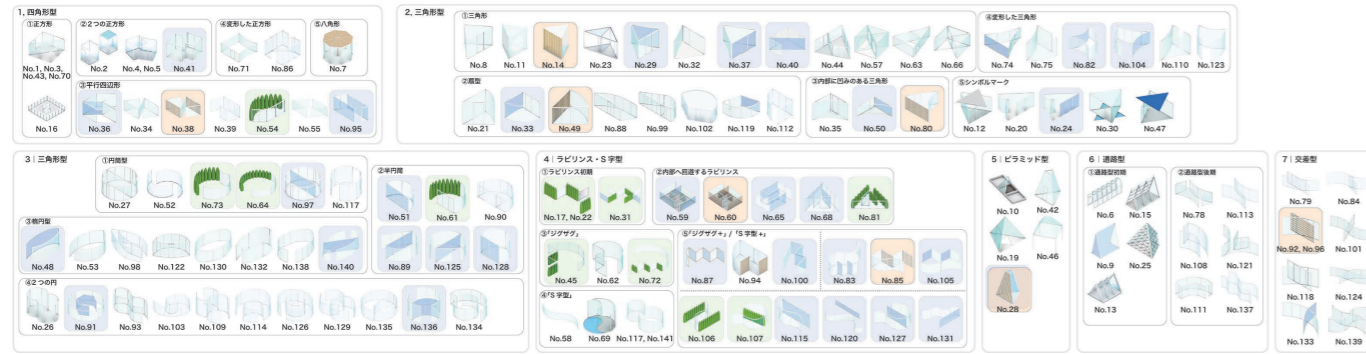 1, 四角形型
①正方形
No.1, No.3,
No.43, No.70
No.16
②２つの正方形
No.2 No.4, No.5 No.41
④変形した正方形
No.71 No.86
⑤八角形
No.7
③平行四辺形
No.36 No.34 No.38 No.39 No.54 No.55 No.95
2, 三角形型
①三角形
No.8 No.11 No.14 No.23 No.29 No.32 No.37 No.40 No.44 No.57 No.63 No.66
④変形した三角形
No.74 No.75 No.82 No.104 No.110 No.123
②扇型
No.21 No.33 No.49 No.88 No.99 No.102 No.119 No.112
③内部に凹みのある三角形
No.35 No.50 No.80
⑤シンボルマーク
No.12 No.20 No.24 No.30 No.47
3｜三角形型
①円筒型
No.27 No.52 No.73 No.64 No.97 No.117
②半円筒
No.51 No.61 No.90
No.89 No.125 No.128
③楕円型
No.48 No.53 No.98 No.122 No.130 No.132 No.138 No.140
④２つの円
No.26 No.91 No.93 No.103 No.109 No.114 No.126 No.129 No.135 No.136 No.134
4｜ラビリンス・S 字型
①ラビリンス初期
No.17, No.22 No.31
②内部へ回遊するラビリンス
No.59 No.60 No.65 No.68 No.81
③「ジグザグ」
No.45 No.62 No.72
⑤「ジグザグ+」/「S 字型 +」
No.87 No.94 No.100 No.83 No.85 No.105
④「S 字型」
No.58 No.69 No.117, No.141
No.106 No.107 No.115 No.120 No.127 No.131
5｜ピラミッド型
No.10 No.42
No.19 No.46
No.28
6｜通路型
①通路型初期
No.6 No.15
No.9 No.25
No.13
②通路型後期
No.78 No.113
No.108 No.121
No.111 No.137
7｜交差型
No.79 No.84
No.92, No.96 No.101
No.118 No.124
No.133 No.139